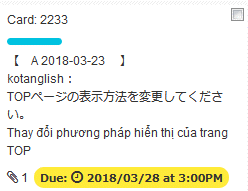 Card: 2233
【　A 2018-03-23　】
kotanglish：
TOPページの表示方法を変更してくださ
い。
Thay đổi phương pháp hiển thị của trang
TOP
1 Due: 2018/03/28 at 3:00PM